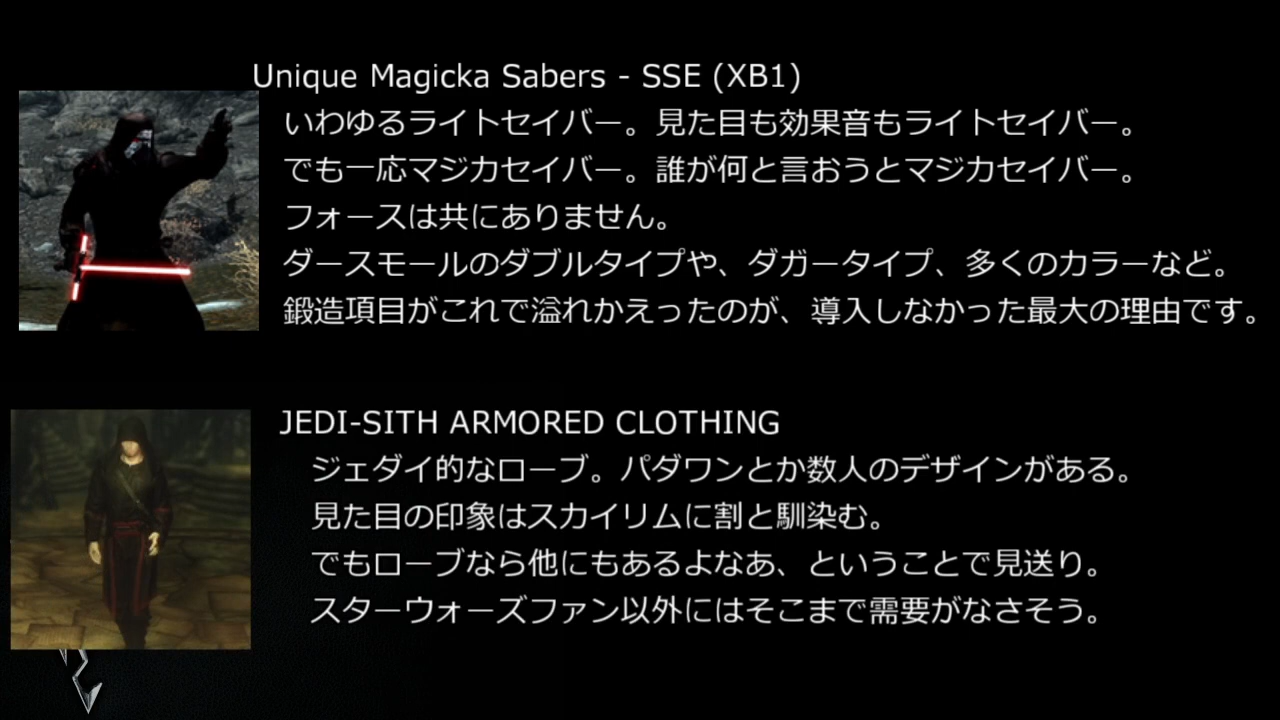 Unique Magicka Sabers - SSE (XB1)
いわゆるライトセイバー。見た目も効果音もライトセイバー。
でも一応マジカセイバー。誰が何と言おうとマジカセイバー。
フォースは共にありません。
ダースモールのダブルタイプや、ダガータイプ、多くのカラーなど。
鍛造項目がこれで溢れかえったのが、導入しなかった最大の理由です。
JEDI-SITH ARMORED CLOTHING
ジェダイ的なローブ。パダワンとか数人のデザインがある。
見た目の印象はスカイリムに割と馴染む。
でもローブなら他にもあるよなあ、ということで見送り。
スターウォーズファン以外にはそこまで需要がなさそう。